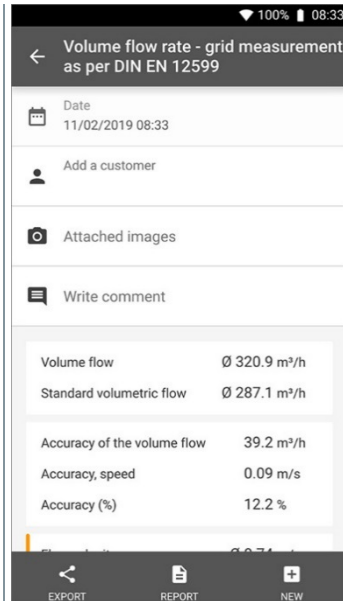 100% 08:33
Volume flow rate - grid measurement
as per DIN EN 12599
Date
11/02/2019 08:33
Add a customer
Attached images
Write comment
Volume flow Ø 320.9 m³/h
Standard volumetric flow Ø 287.1 m³/h
Accuracy of the volume flow 39.2 m³/h
Accuracy, speed 0.09 m/s
Accuracy (%) 12.2 %
EXPORT REPORT NEW